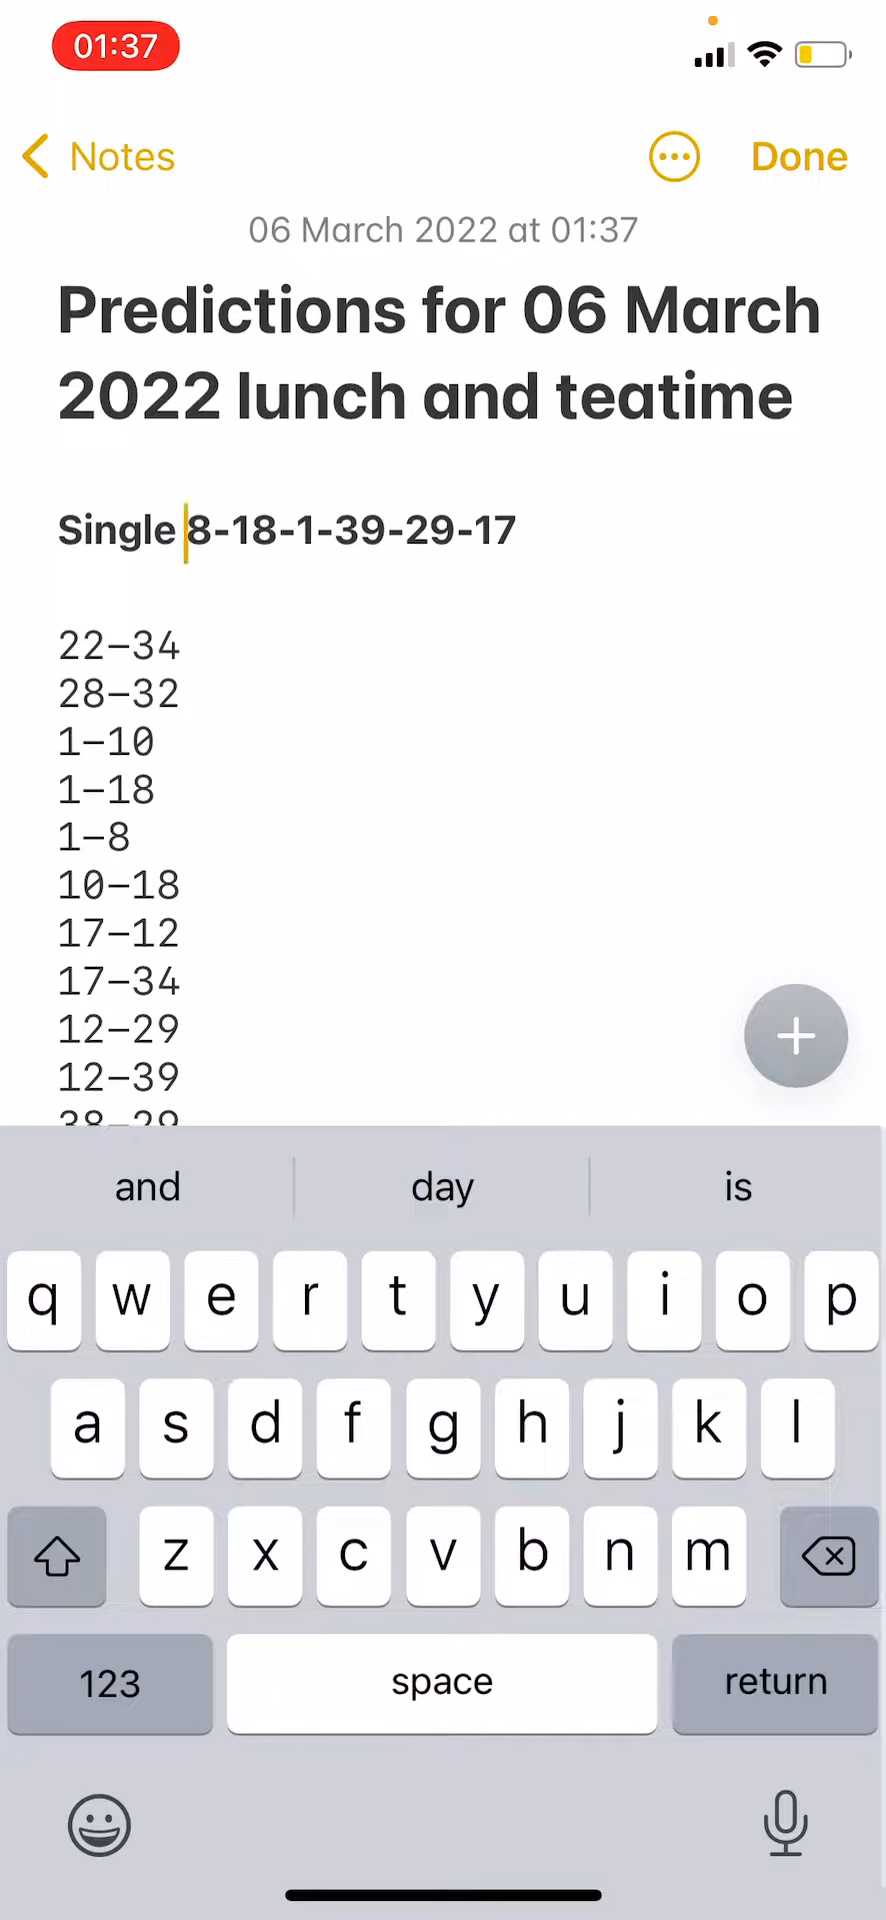 01:37
Notes
Done
06 March 2022 at 01:37
Predictions for 06 March
2022 lunch and teatime
Single 8-18-1-39-29-17
22-34
28-32
1-10
1-18
1-8
10-18
17-12
17-34
12-29
12-39
38-29
and day is
q w e r t y u i o p
a s d f g h j k l
z x c v b n m
123 space return